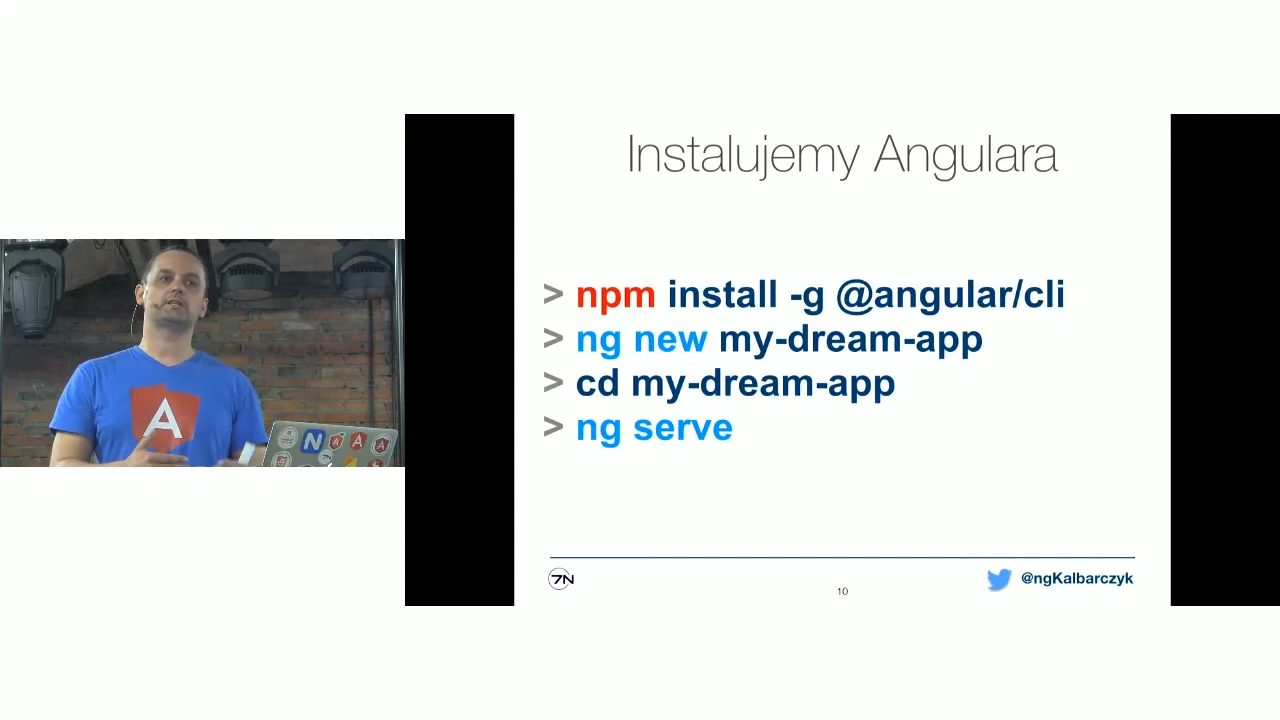 Instalujemy Angulara
> npm install -g @angular/cli
> ng new my-dream-app
> cd my-dream-app
> ng serve
7N
10
@ngKalbarczyk
A
N
A
7N